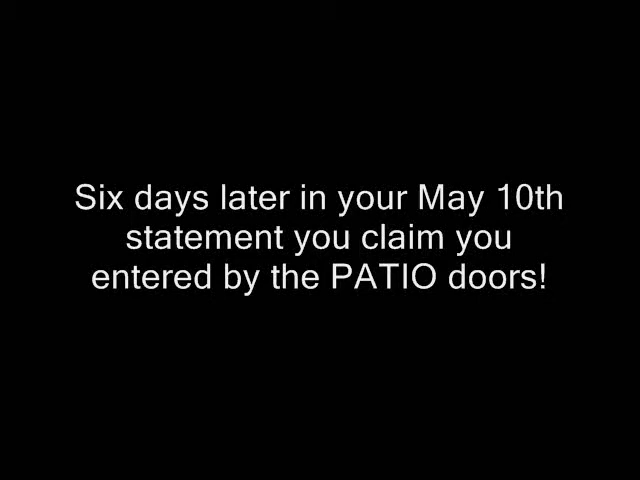 Six days later in your May 10th
statement you claim you
entered by the PATIO doors!